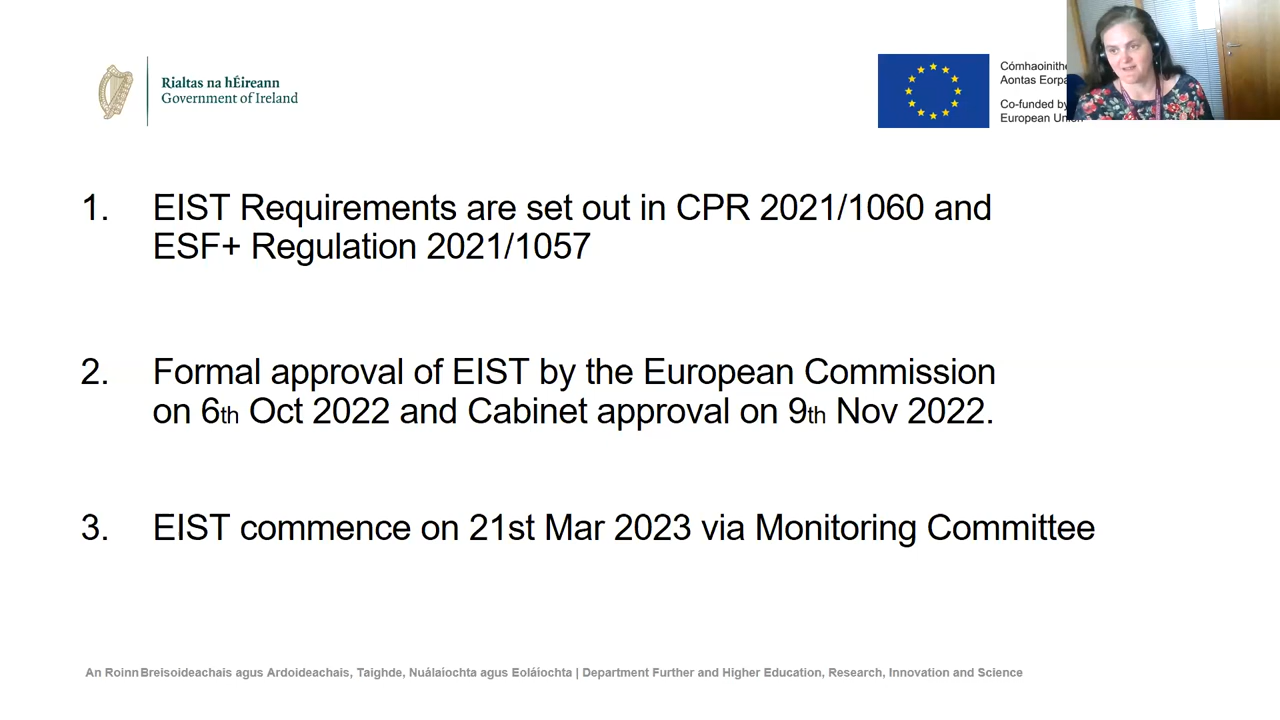 Rialtas na hÉireann
Government of Ireland
Cómhaoinithe
Aontas Eorpa
Co-funded by
European Union
1. EIST Requirements are set out in CPR 2021/1060 and
ESF+ Regulation 2021/1057
2. Formal approval of EIST by the European Commission
on 6th Oct 2022 and Cabinet approval on 9th Nov 2022.
3. EIST commence on 21st Mar 2023 via Monitoring Committee
An Roinn Breisoideachais agus Ardoideachais, Taighde, Nuálaíochta agus Eoláíochta | Department Further and Higher Education, Research, Innovation and Science